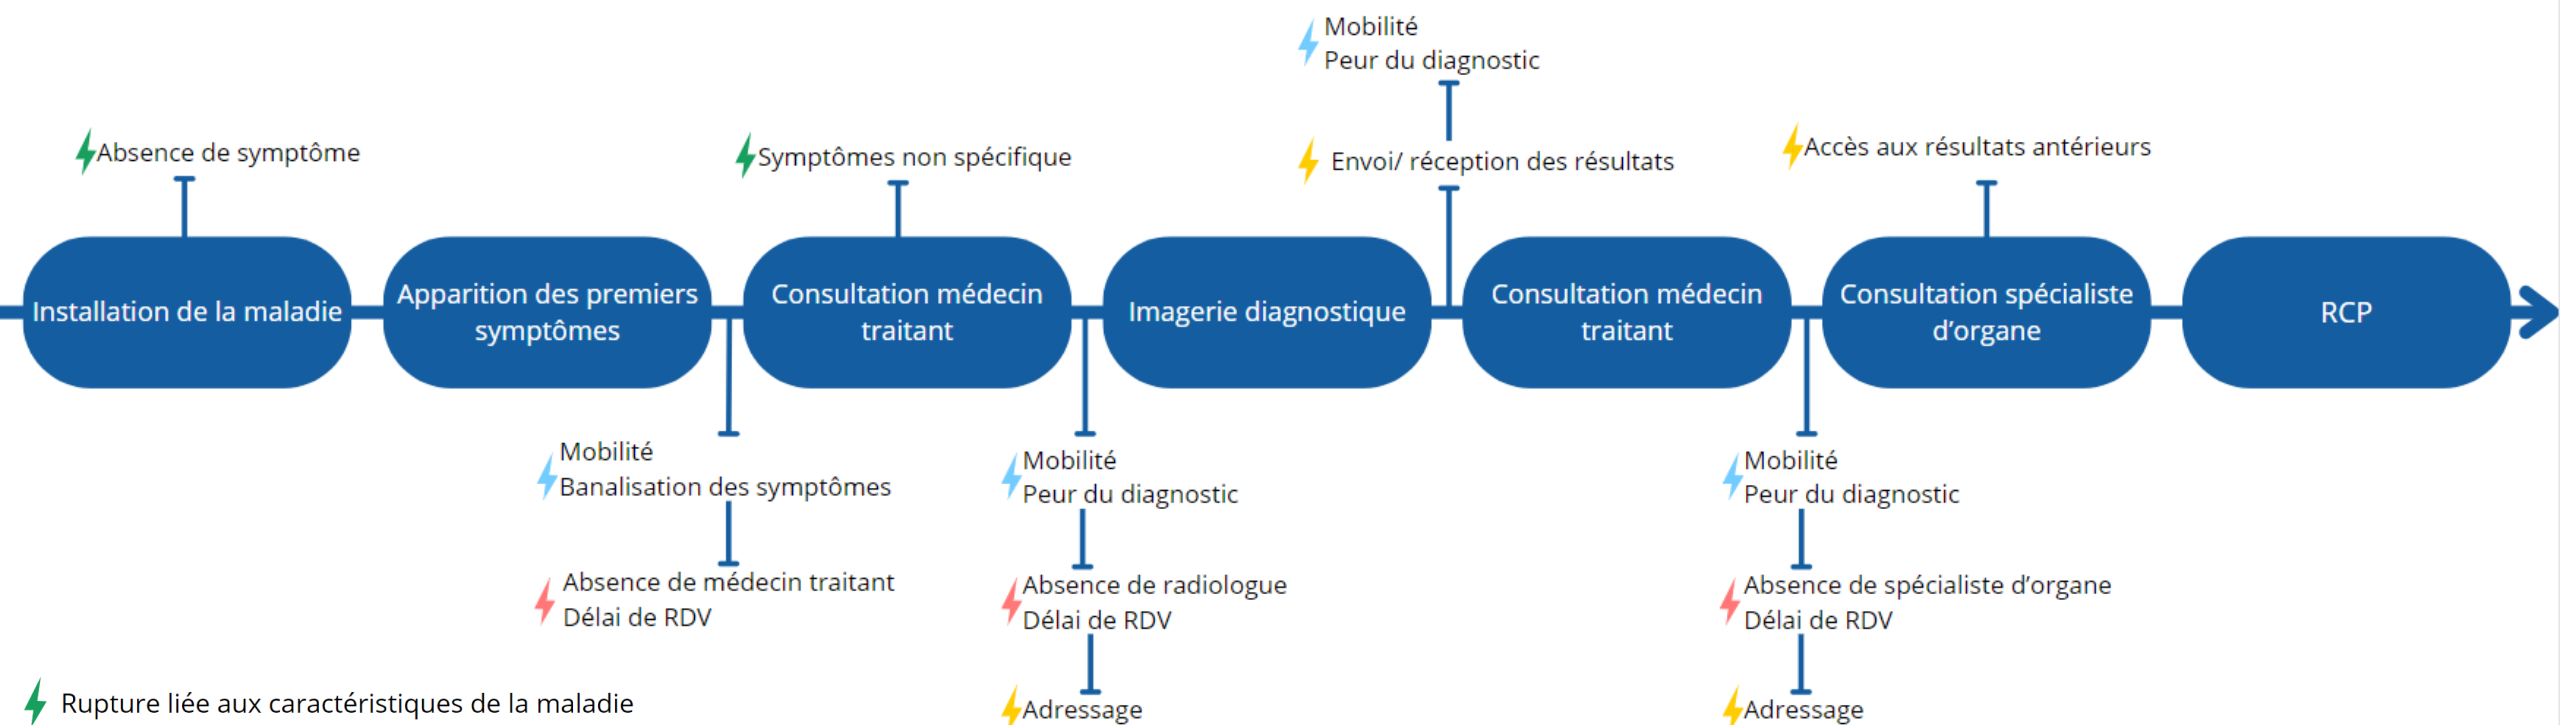 Mobilité
Peur du diagnostic
Absence de symptôme
Symptômes non spécifique
Envoi/ réception des résultats
Accès aux résultats antérieurs
Installation de la maladie
Apparition des premiers
symptômes
Consultation médecin
traitant
Imagerie diagnostique
Consultation médecin
traitant
Consultation spécialiste
d’organe
RCP
Mobilité
Banalisation des symptômes
Absence de médecin traitant
Délai de RDV
Mobilité
Peur du diagnostic
Absence de radiologue
Délai de RDV
Adressage
Mobilité
Peur du diagnostic
Absence de spécialiste d’organe
Délai de RDV
Adressage
Rupture liée aux caractéristiques de la maladie